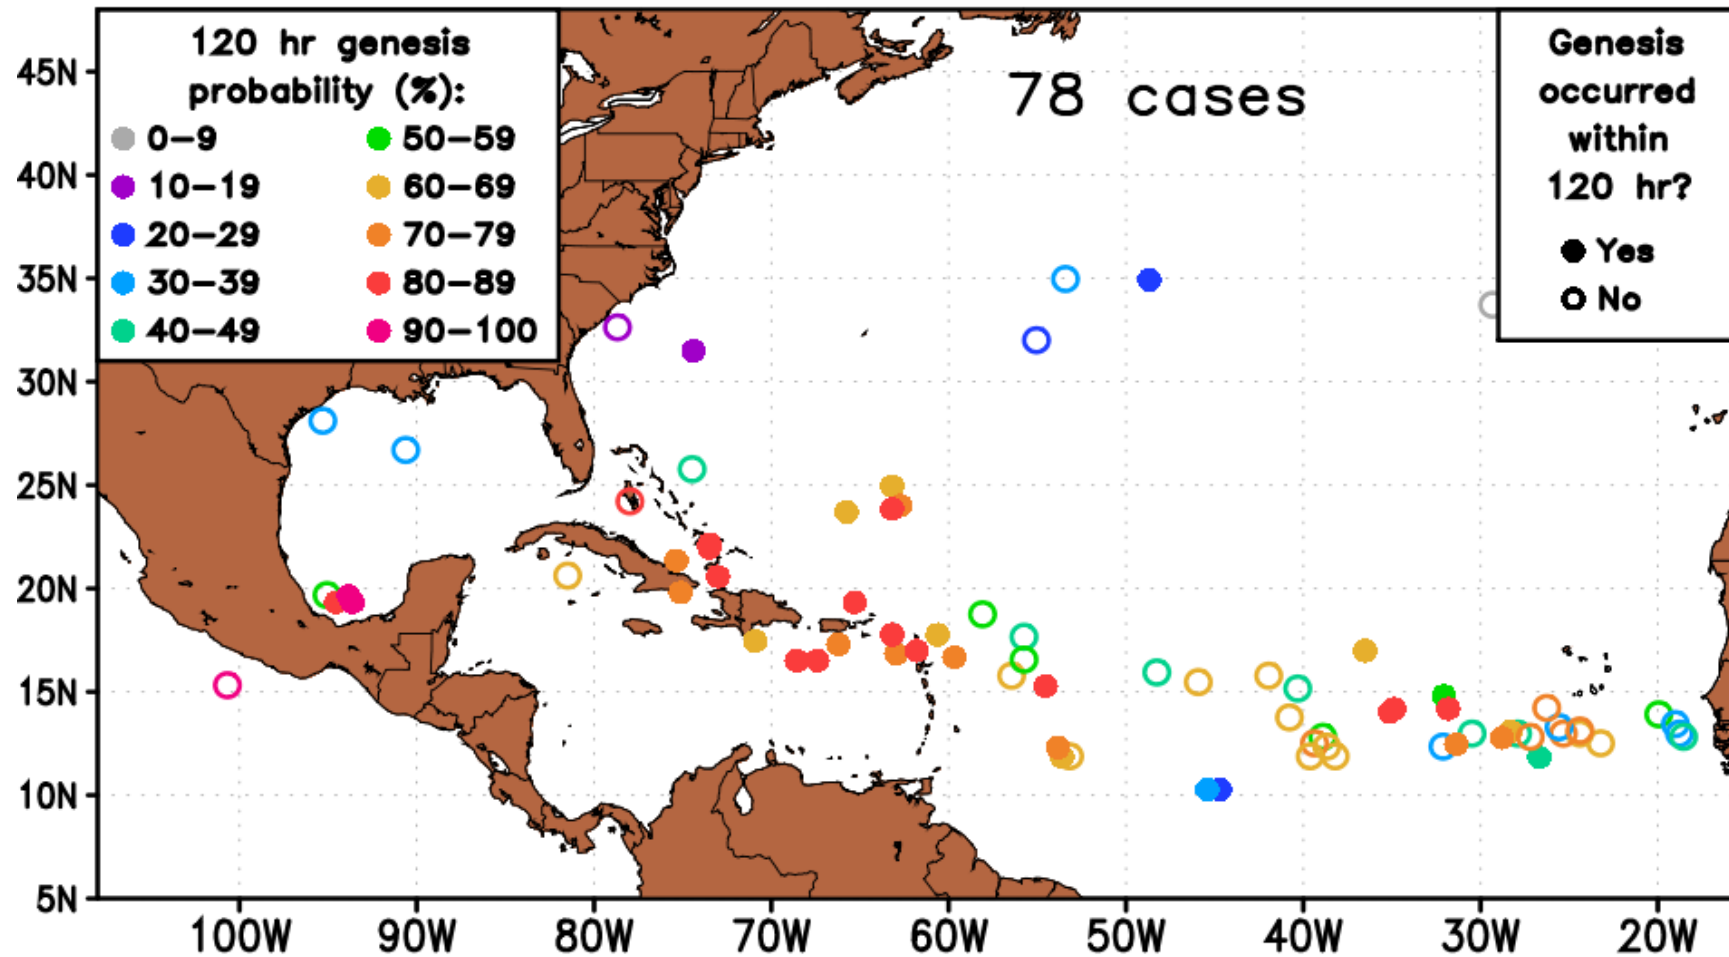 120 hr genesis
probability (%):
0-9
10-19
20-29
30-39
40-49
50-59
60-69
70-79
80-89
90-100
78 cases
Genesis
occurred
within
120 hr?
Yes
No
45N
40N
35N
30N
25N
20N
15N
10N
5N
100W 90W 80W 70W 60W 50W 40W 30W 20W